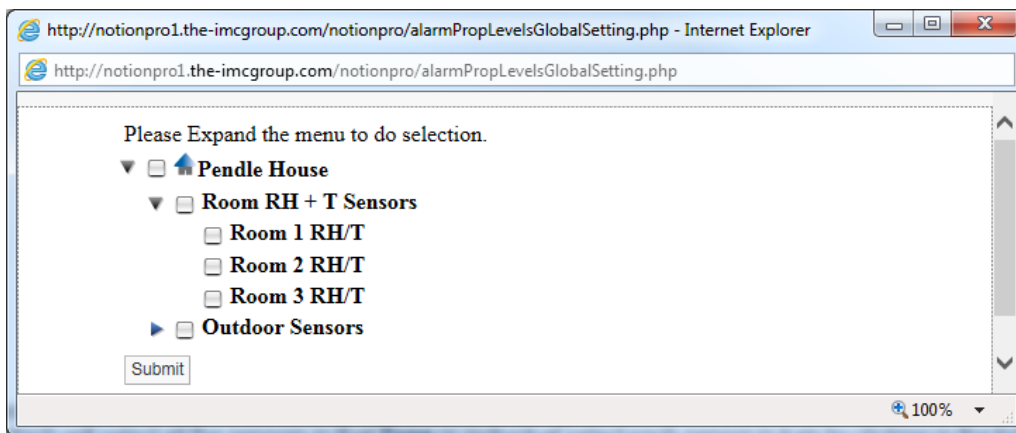 http://notionpro1.the-imcgroup.com/notionpro/alarmPropLevelsGlobalSetting.php - Internet Explorer
http://notionpro1.the-imcgroup.com/notionpro/alarmPropLevelsGlobalSetting.php
Please Expand the menu to do selection.
Pendle House
Room RH + T Sensors
Room 1 RH/T
Room 2 RH/T
Room 3 RH/T
Outdoor Sensors
Submit
100%